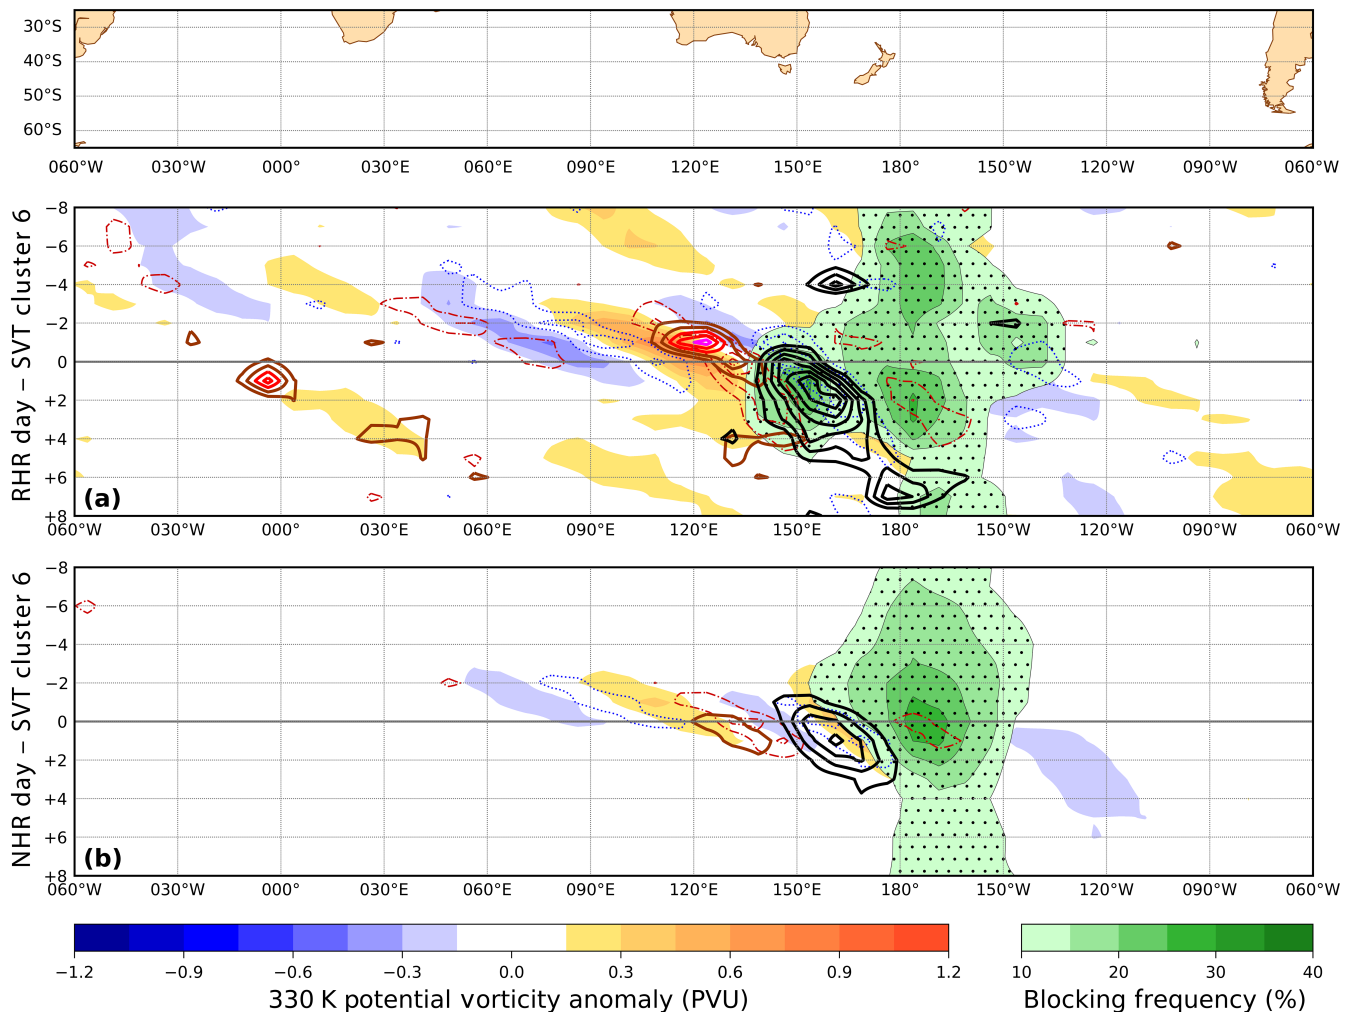 30°S
40°S
50°S
60°S
060°W 030°W 000° 030°E 060°E 090°E 120°E 150°E 180° 150°W 120°W 090°W 060°W
RHR day – SVT cluster 6
−8
−6
−4
−2
0
+2
+4
+6
+8
(a)
060°W 030°W 000° 030°E 060°E 090°E 120°E 150°E 180° 150°W 120°W 090°W 060°W
NHR day – SVT cluster 6
−8
−6
−4
−2
0
+2
+4
+6
+8
(b)
060°W 030°W 000° 030°E 060°E 090°E 120°E 150°E 180° 150°W 120°W 090°W 060°W
−1.2 −0.9 −0.6 −0.3 0.0 0.3 0.6 0.9 1.2
330 K potential vorticity anomaly (PVU)
10 20 30 40
Blocking frequency (%)